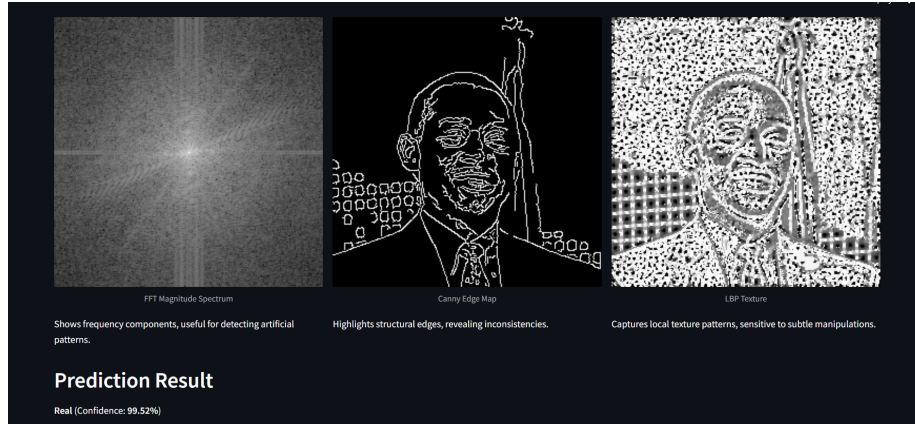 FFT Magnitude Spectrum
Canny Edge Map
LBP Texture
Shows frequency components, useful for detecting artificial
patterns.
Highlights structural edges, revealing inconsistencies.
Captures local texture patterns, sensitive to subtle manipulations.
Prediction Result
Real (Confidence: 99.52%)